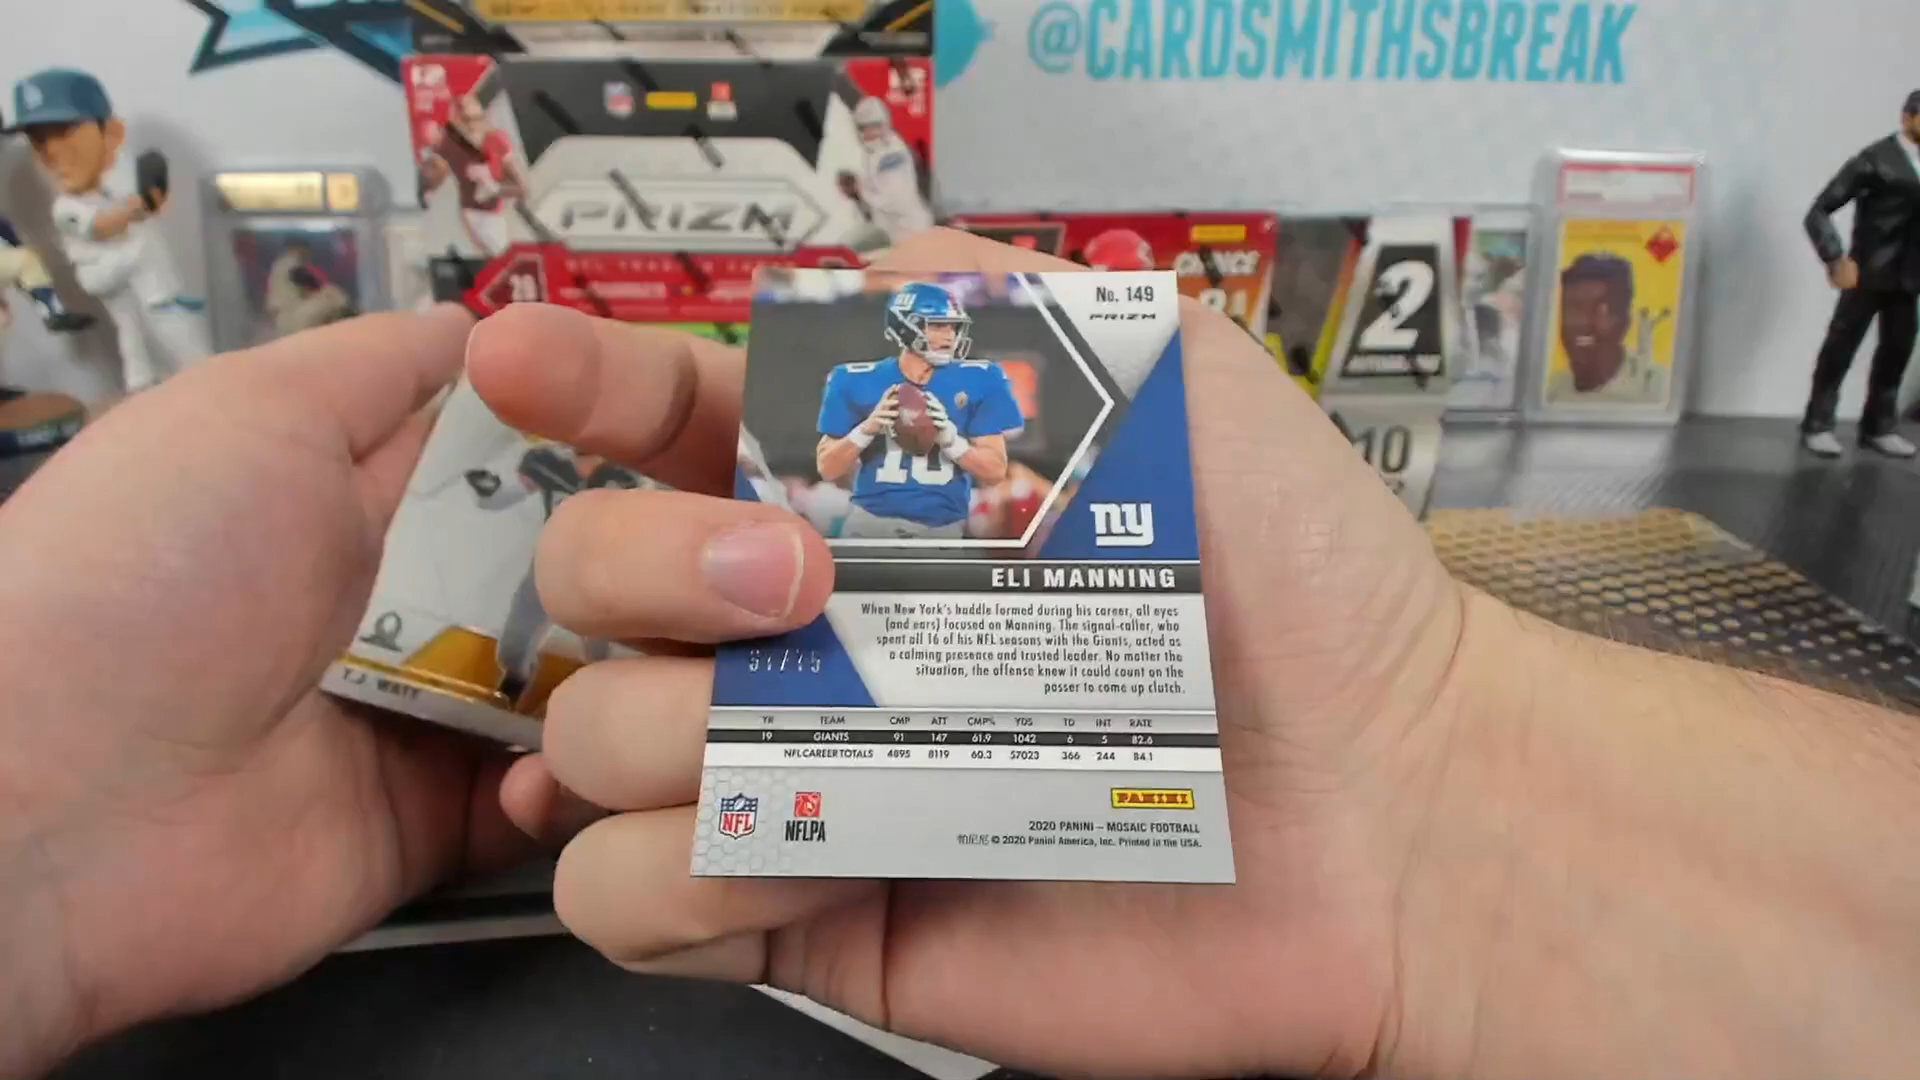 @CARDSMITHSBREAK
PRIZM
2
10
No. 149
PRIZM
10
ny
ELI MANNING
When New York's huddle formed during his career, all eyes
(and ears) focused on Manning. The signal-caller, who
spent all 16 of his NFL seasons with the Giants, acted as
a calming presence and trusted leader. No matter the
situation, the offense knew it could count on the
passer to come up clutch.
/75
T.J. WATT
YR TEAM CMP ATT CMP% YDS TD INT RATE
19 GIANTS 91 147 61.9 1042 6 5 82.6
NFL CAREER TOTALS 4895 8119 60.3 57023 366 244 84.1
NFL
NFLPA
PANINI
2020 PANINI – MOSAIC FOOTBALL
帕尼尼 © 2020 Panini America, Inc. Printed in the USA.